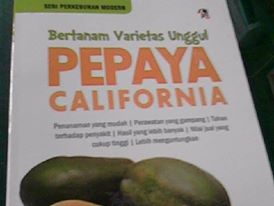 SERI PERKEBUNAN MODERN
Bertanam Varietas Unggul
PEPAYA
CALIFORNIA
Penanaman yang mudah | Perawatan yang gampang | Tahan
terhadap penyakit | Hasil yang lebih banyak | Nilai jual yang
cukup tinggi | Lebih menguntungkan